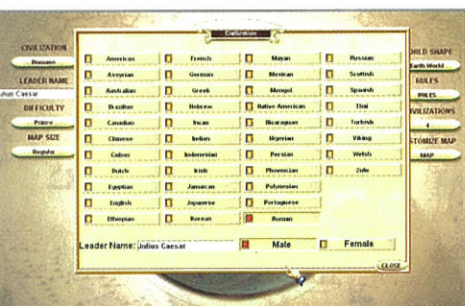 Civilization
CIVILIZATION
Romans
LEADER NAME
Julius Caesar
DIFFICULTY
Prince
MAP SIZE
Regular
American
Assyrian
Australian
Brazilian
Canadian
Chinese
Cuban
Dutch
Egyptian
English
Ethiopian
French
German
Greek
Hebrew
Incan
Indian
Indonesian
Irish
Jamaican
Japanese
Korean
Mayan
Mexican
Mongol
Native American
Nicaraguan
Nigerian
Persian
Phoenician
Polynesian
Portuguese
Roman
Russian
Scottish
Spanish
Thai
Turkish
Viking
Welsh
Zulu
Leader Name: Julius Caesar
Male
Female
CLOSE
ORLD SHAPE
Earth World
RULES
RULES
IVILIZATIONS
STOMIZE MAP
MAP